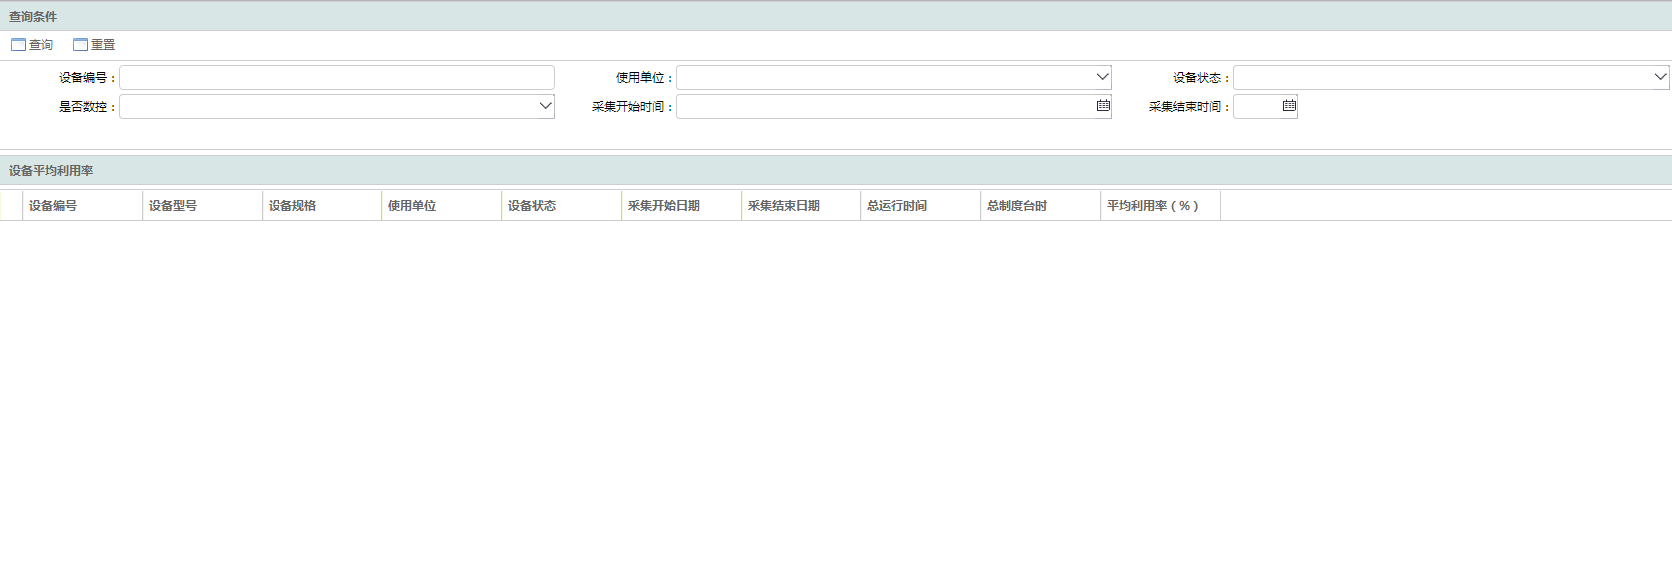 查询条件
查询 重置
设备编号： 使用单位： 设备状态：
是否数控： 采集开始时间： 采集结束时间：
设备平均利用率
设备编号 设备型号 设备规格 使用单位 设备状态 采集开始日期 采集结束日期 总运行时间 总制度台时 平均利用率（%）